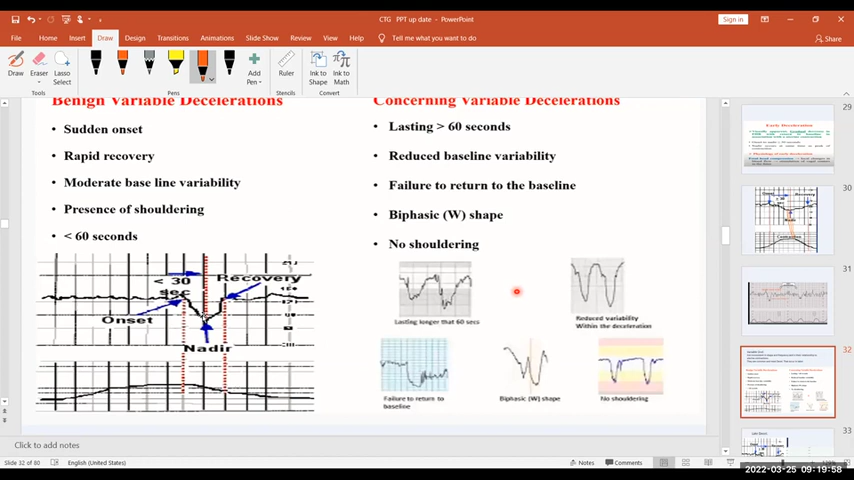 CTG PPT up date - PowerPoint
Sign in
File Home Insert Draw Design Transitions Animations Slide Show Review View Help Tell me what you want to do Share
Draw Eraser Lasso Select Add Pen Ruler Ink to Shape Ink to Math
Tools Pens Stencils Convert
Benign Variable Decelerations
• Sudden onset
• Rapid recovery
• Moderate base line variability
• Presence of shouldering
• < 60 seconds
< 30 sec
Recovery
Onset
Nadir
Concerning Variable Decelerations
• Lasting > 60 seconds
• Reduced baseline variability
• Failure to return to the baseline
• Biphasic (W) shape
• No shouldering
Lasting longer that 60 secs
Reduced variability
Within the deceleration
Failure to return to
baseline
Biphasic (W) shape
No shouldering
29
Early Deceleration
30
Onset
Recovery
Nadir
31
32
33
Click to add notes
Slide 32 of 80 English (United States) Notes Comments
2022-03-25 09:19:58